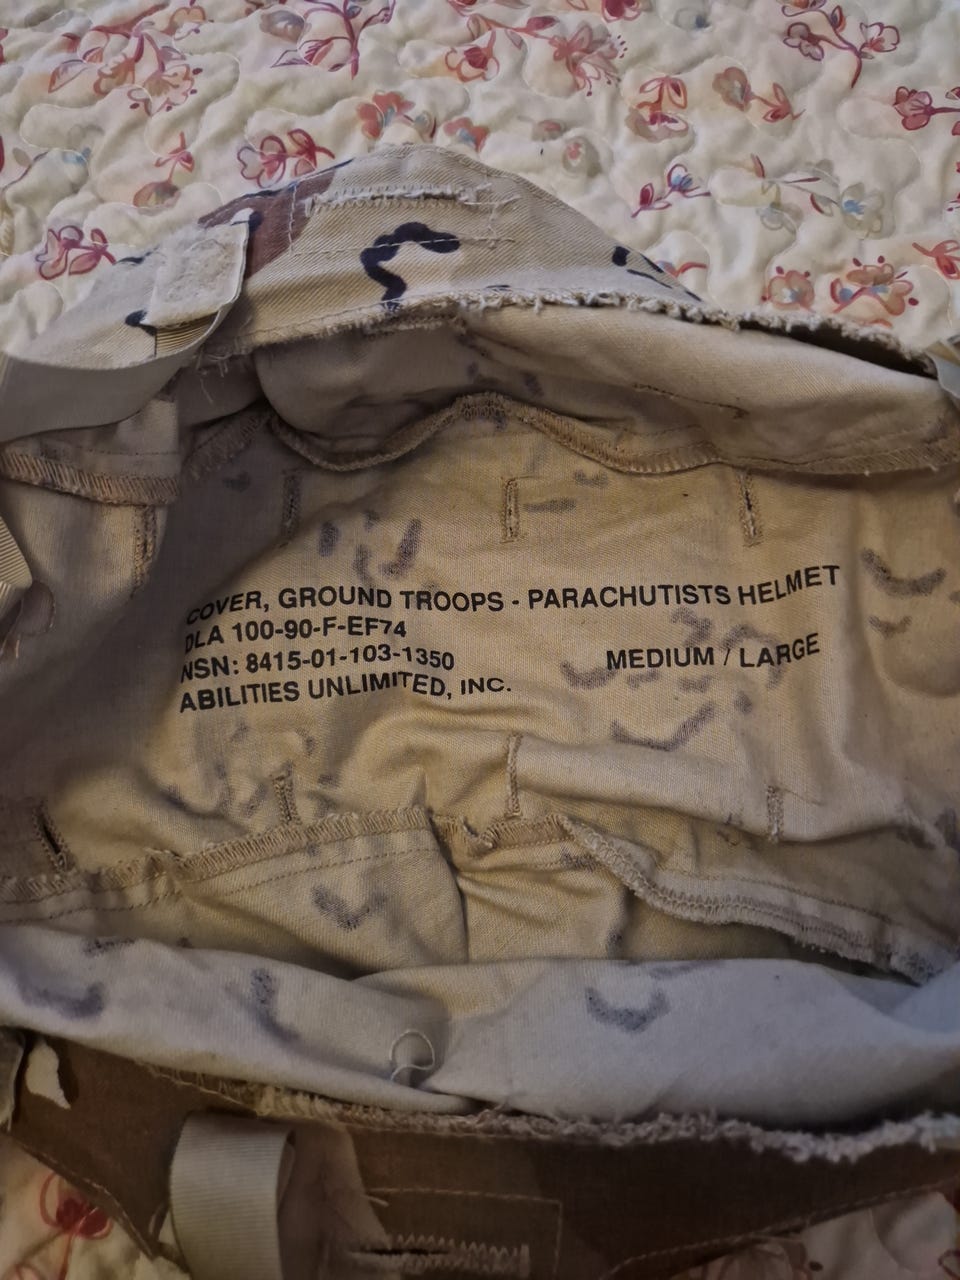 COVER, GROUND TROOPS - PARACHUTISTS HELMET
DLA 100-90-F-EF74
NSN: 8415-01-103-1350 MEDIUM / LARGE
ABILITIES UNLIMITED, INC.